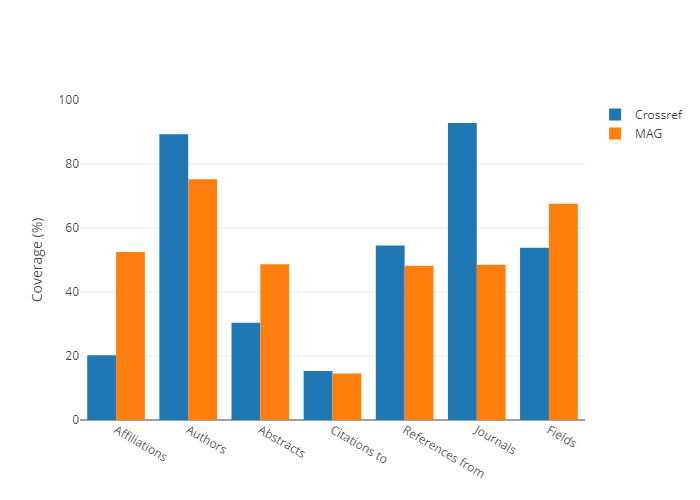 Crossref
MAG
Coverage (%)
100
80
60
40
20
0
Affiliations
Authors
Abstracts
Citations to
References from
Journals
Fields